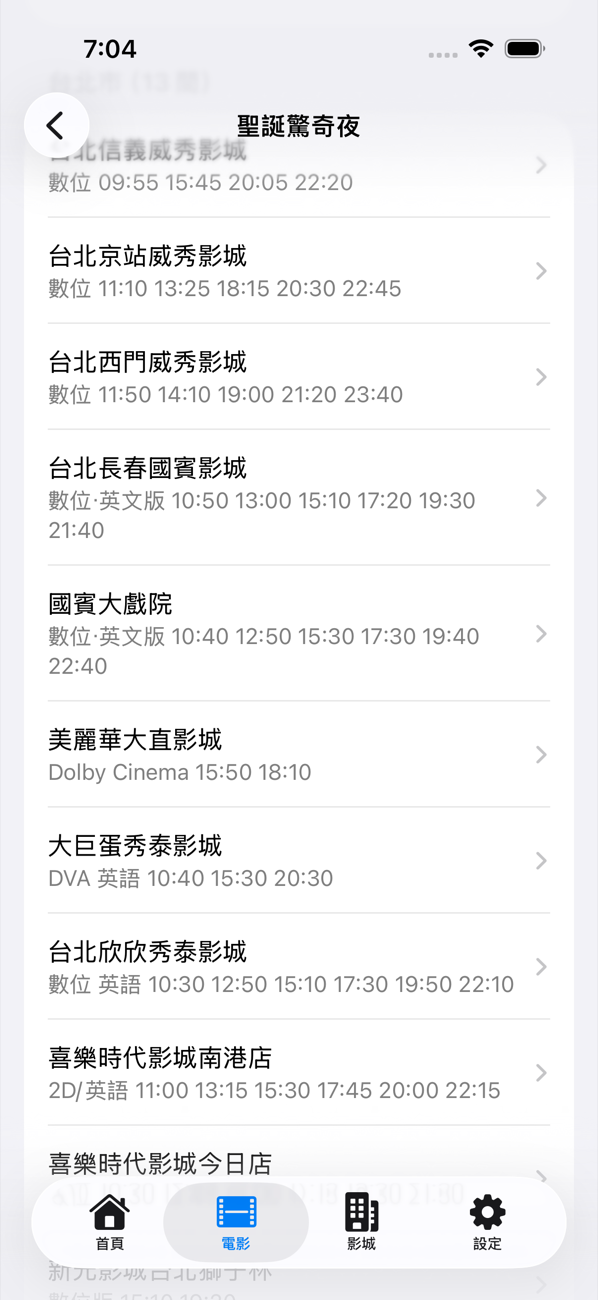 7:04
聖誕驚奇夜
台北信義威秀影城
數位 09:55 15:45 20:05 22:20
台北京站威秀影城
數位 11:10 13:25 18:15 20:30 22:45
台北西門威秀影城
數位 11:50 14:10 19:00 21:20 23:40
台北長春國賓影城
數位·英文版 10:50 13:00 15:10 17:20 19:30
21:40
國賓大戲院
數位·英文版 10:40 12:50 15:30 17:30 19:40
22:40
美麗華大直影城
Dolby Cinema 15:50 18:10
大巨蛋秀泰影城
DVA 英語 10:40 15:30 20:30
台北欣欣秀泰影城
數位 英語 10:30 12:50 15:10 17:30 19:50 22:10
喜樂時代影城南港店
2D/英語 11:00 13:15 15:30 17:45 20:00 22:15
喜樂時代影城今日店
首頁
電影
影城
設定
新光影城台北獅子林